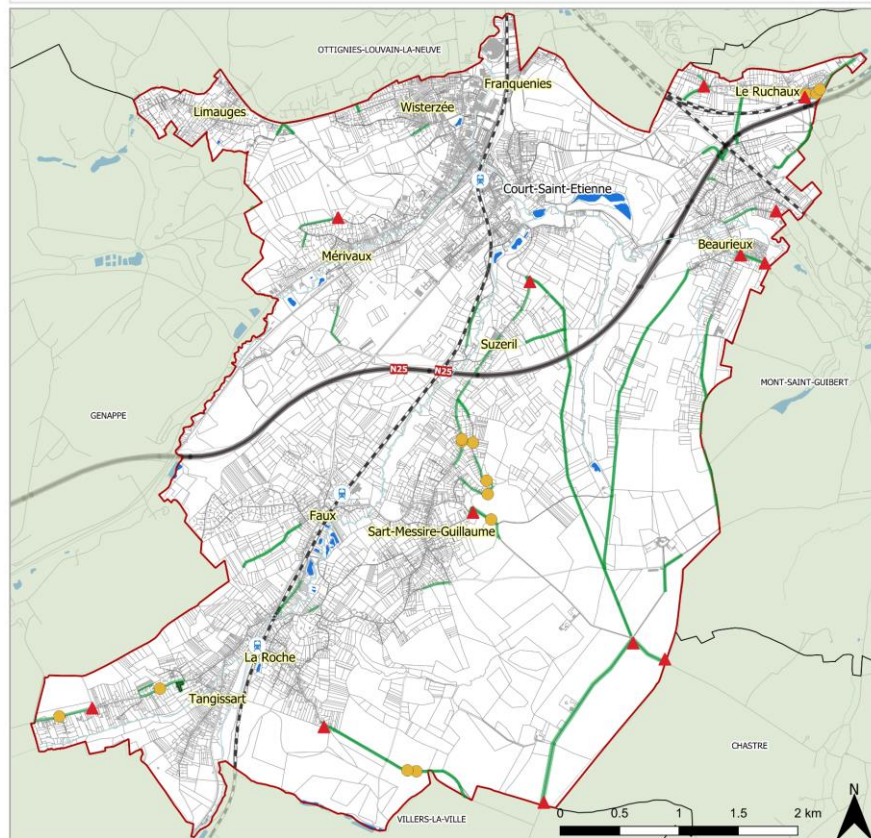 OTTIGNIES-LOUVAIN-LA-NEUVE
Franquenies
Le Ruchaux
Wisterzée
Limauges
Court-Saint-Etienne
Beaurieux
Mérivaux
Suzeril
N25
N25
MONT-SAINT-GUIBERT
GENAPPE
Faux
Sart-Messire-Guillaume
La Roche
Tangissart
CHASTRE
VILLERS-LA-VILLE
N
0 0.5 1 1.5 2 km